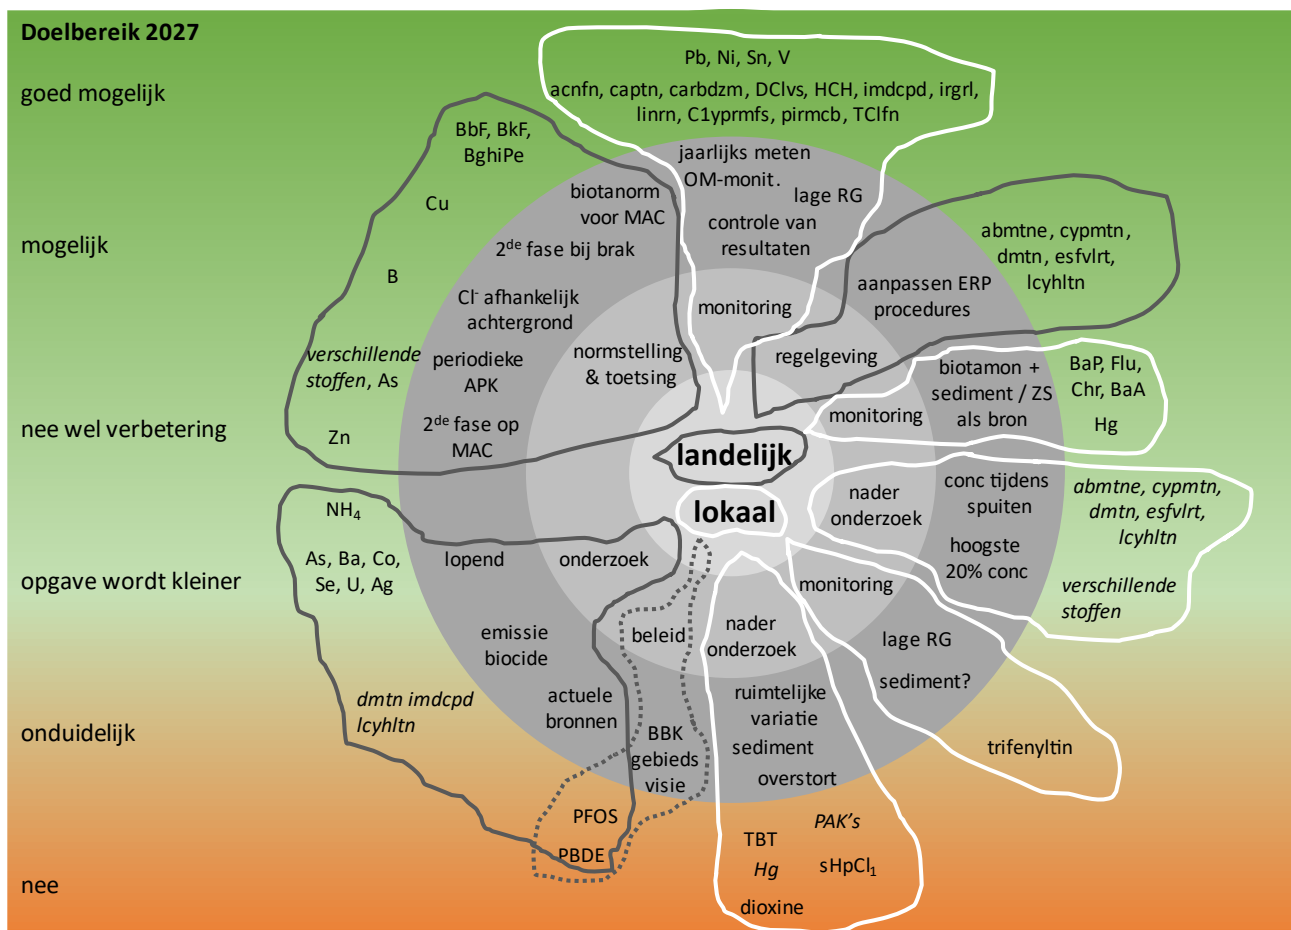 Doelbereik 2027
goed mogelijk
mogelijk
nee wel verbetering
opgave wordt kleiner
onduidelijk
nee
Pb, Ni, Sn, V
acnfn, captn, carbdzm, DClvs, HCH, imdcpd, irgrl,
linrn, C1yprmfs, pirmcb, TClfn
jaarlijks meten
OM-monit.
lage RG
controle van
resultaten
monitoring
BbF, BkF,
BghiPe
Cu
B
verschillende
stoffen, As
Zn
biotanorm
voor MAC
2de fase bij brak
Cl- afhankelijk
achtergrond
periodieke
APK
2de fase op
MAC
normstelling
& toetsing
abmtne, cypmtn,
dmtn, esfvlrt,
lcyhltn
aanpassen ERP
procedures
regelgeving
BaP, Flu,
Chr, BaA
Hg
biotamon +
sediment / ZS
als bron
monitoring
landelijk
lokaal
nader
onderzoek
conc tijdens
spuiten
hoogste
20% conc
abmtne, cypmtn,
dmtn, esfvlrt,
lcyhltn
verschillende
stoffen
monitoring
lage RG
sediment?
trifenyltin
nader
onderzoek
ruimtelijke
variatie
sediment
overstort
PAK's
TBT
Hg
sHpCl1
dioxine
beleid
BBK
gebieds
visie
PFOS
PBDE
onderzoek
lopend
emissie
biocide
actuele
bronnen
NH4
As, Ba, Co,
Se, U, Ag
dmtn imdcpd
lcyhltn